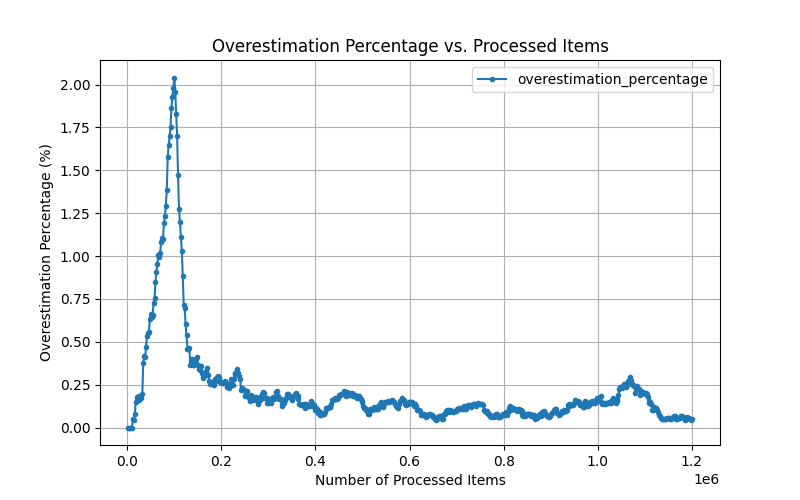 Overestimation Percentage vs. Processed Items
overestimation_percentage
Overestimation Percentage (%)
2.00
1.75
1.50
1.25
1.00
0.75
0.50
0.25
0.00
0.0 0.2 0.4 0.6 0.8 1.0 1.2
1e6
Number of Processed Items